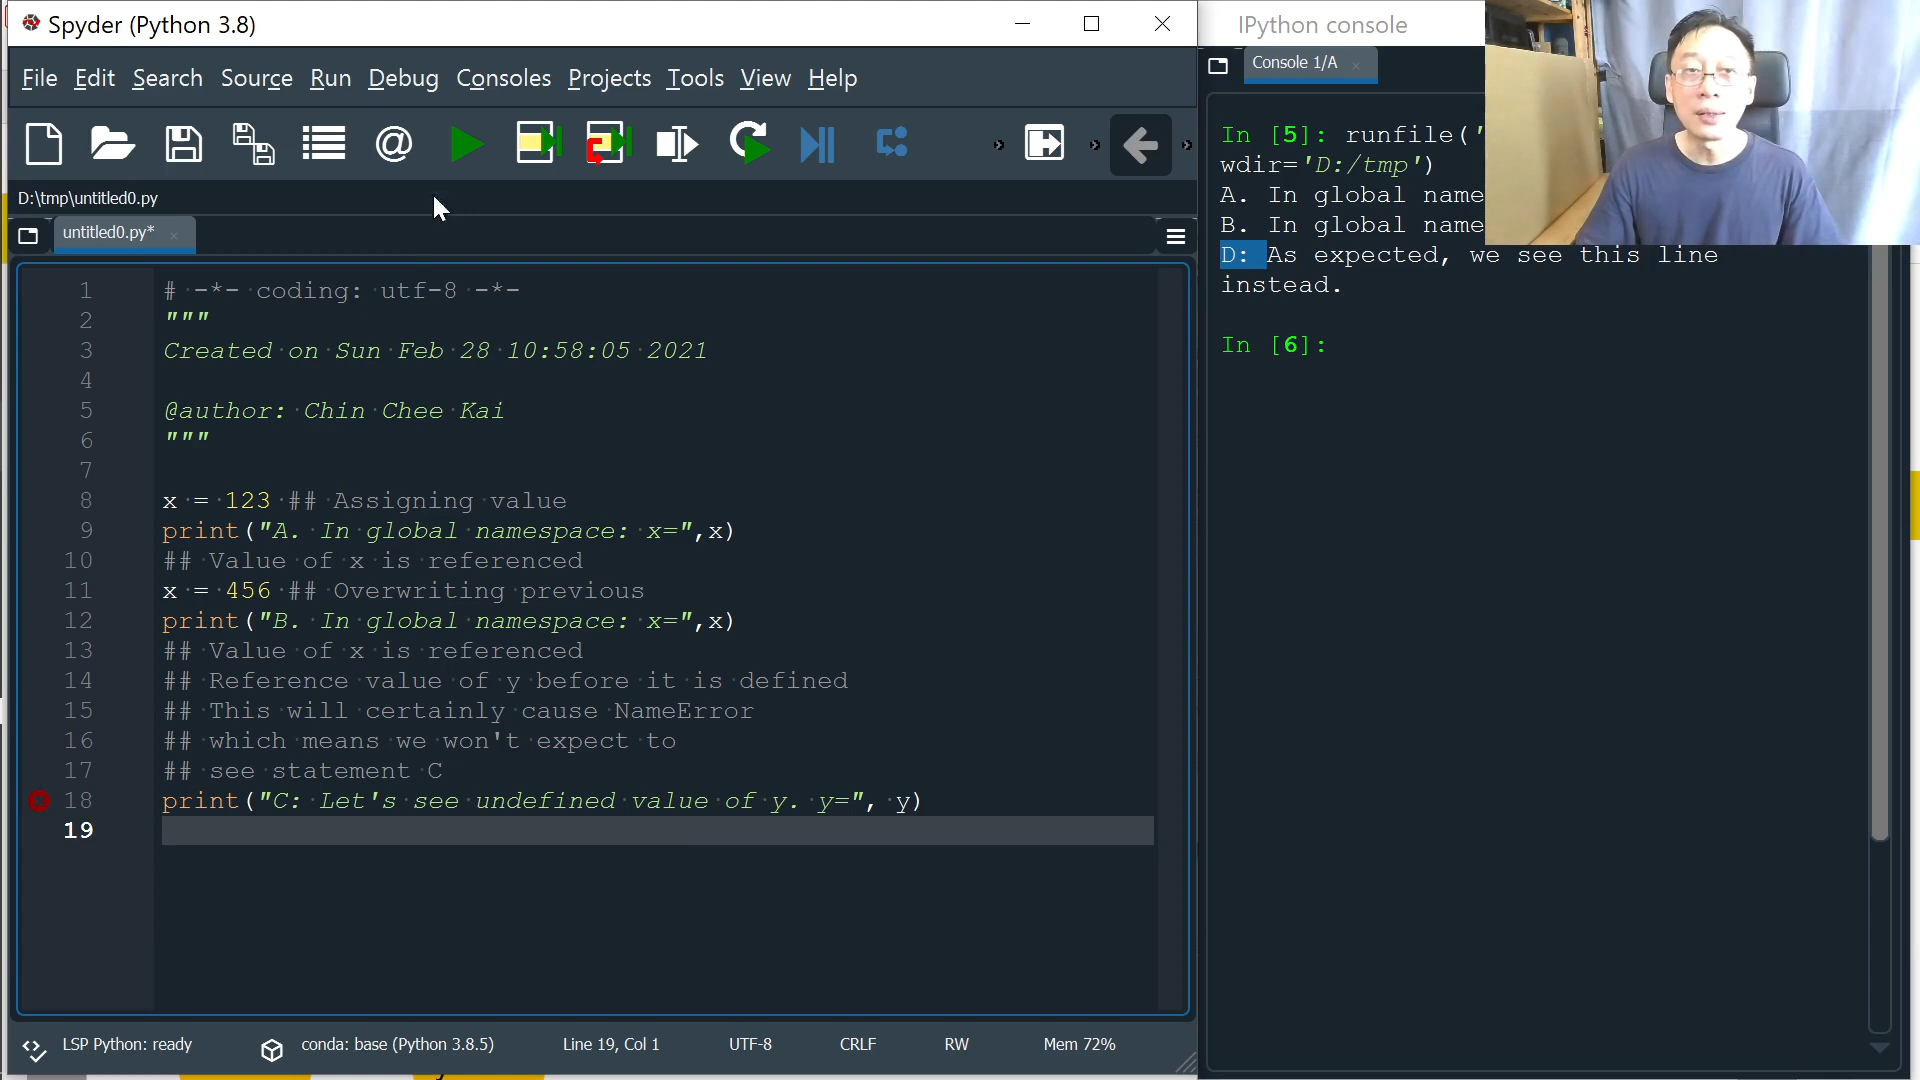 Spyder (Python 3.8)
File Edit Search Source Run Debug Consoles Projects Tools View Help
D:\tmp\untitled0.py
untitled0.py*
1 # -*- coding: utf-8 -*-
2 """
3 Created on Sun Feb 28 10:58:05 2021
4
5 @author: Chin Chee Kai
6 """
7
8 x = 123 ## Assigning value
9 print("A. In global namespace: x=",x)
10 ## Value of x is referenced
11 x = 456 ## Overwriting previous
12 print("B. In global namespace: x=",x)
13 ## Value of x is referenced
14 ## Reference value of y before it is defined
15 ## This will certainly cause NameError
16 ## which means we won't expect to
17 ## see statement C
18 print("C: Let's see undefined value of y. y=", y)
19
LSP Python: ready conda: base (Python 3.8.5) Line 19, Col 1 UTF-8 CRLF RW Mem 72%
IPython console
Console 1/A
In [5]: runfile('
wdir='D:/tmp')
A. In global name
B. In global name
D: As expected, we see this line
instead.
In [6]: